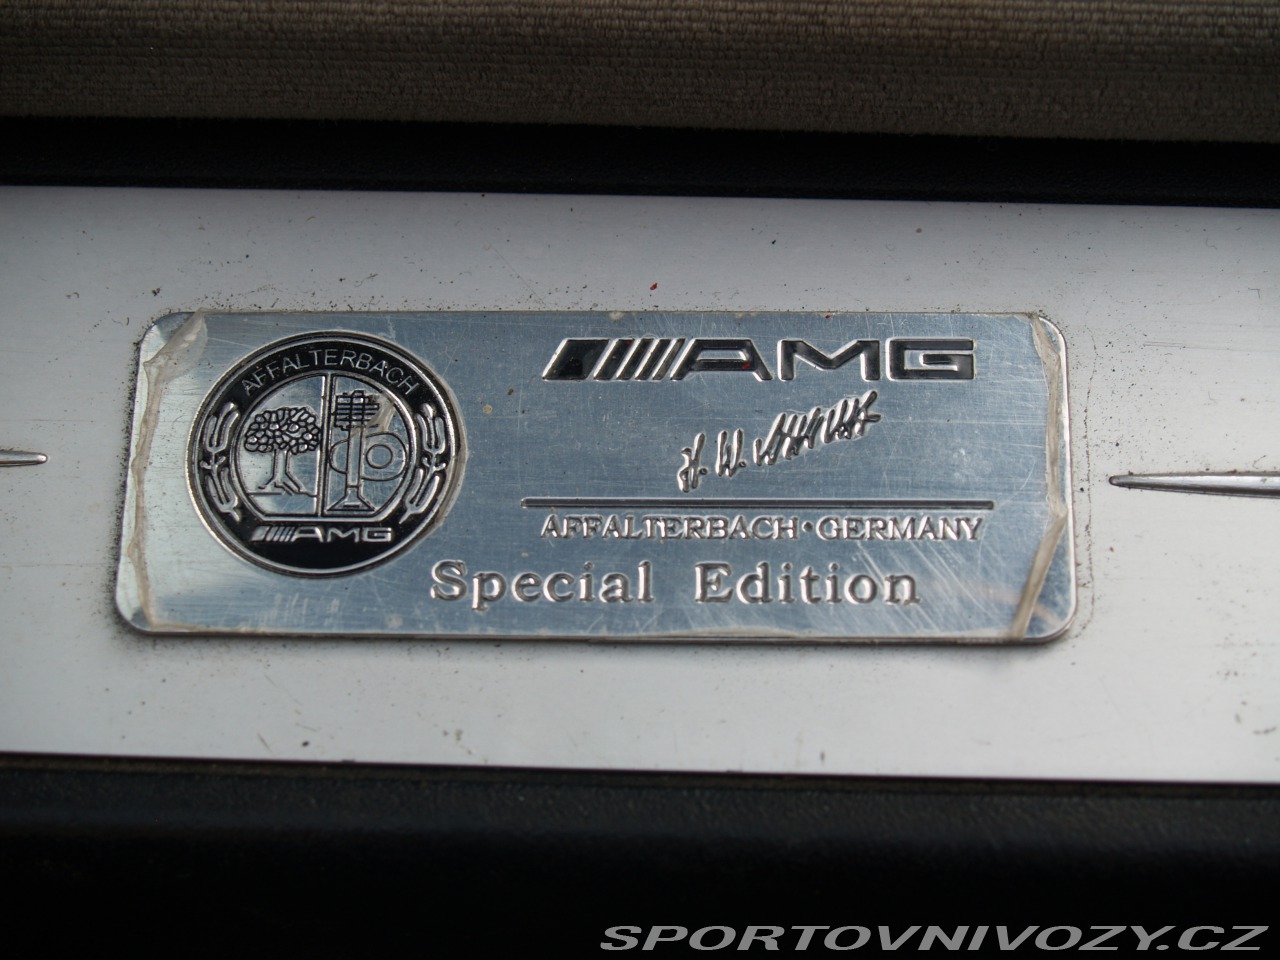 AFFALTERBACH
AMG
AMG
AFFALTERBACH·GERMANY
Special Edition
SPORTOVNIVOZY.CZ